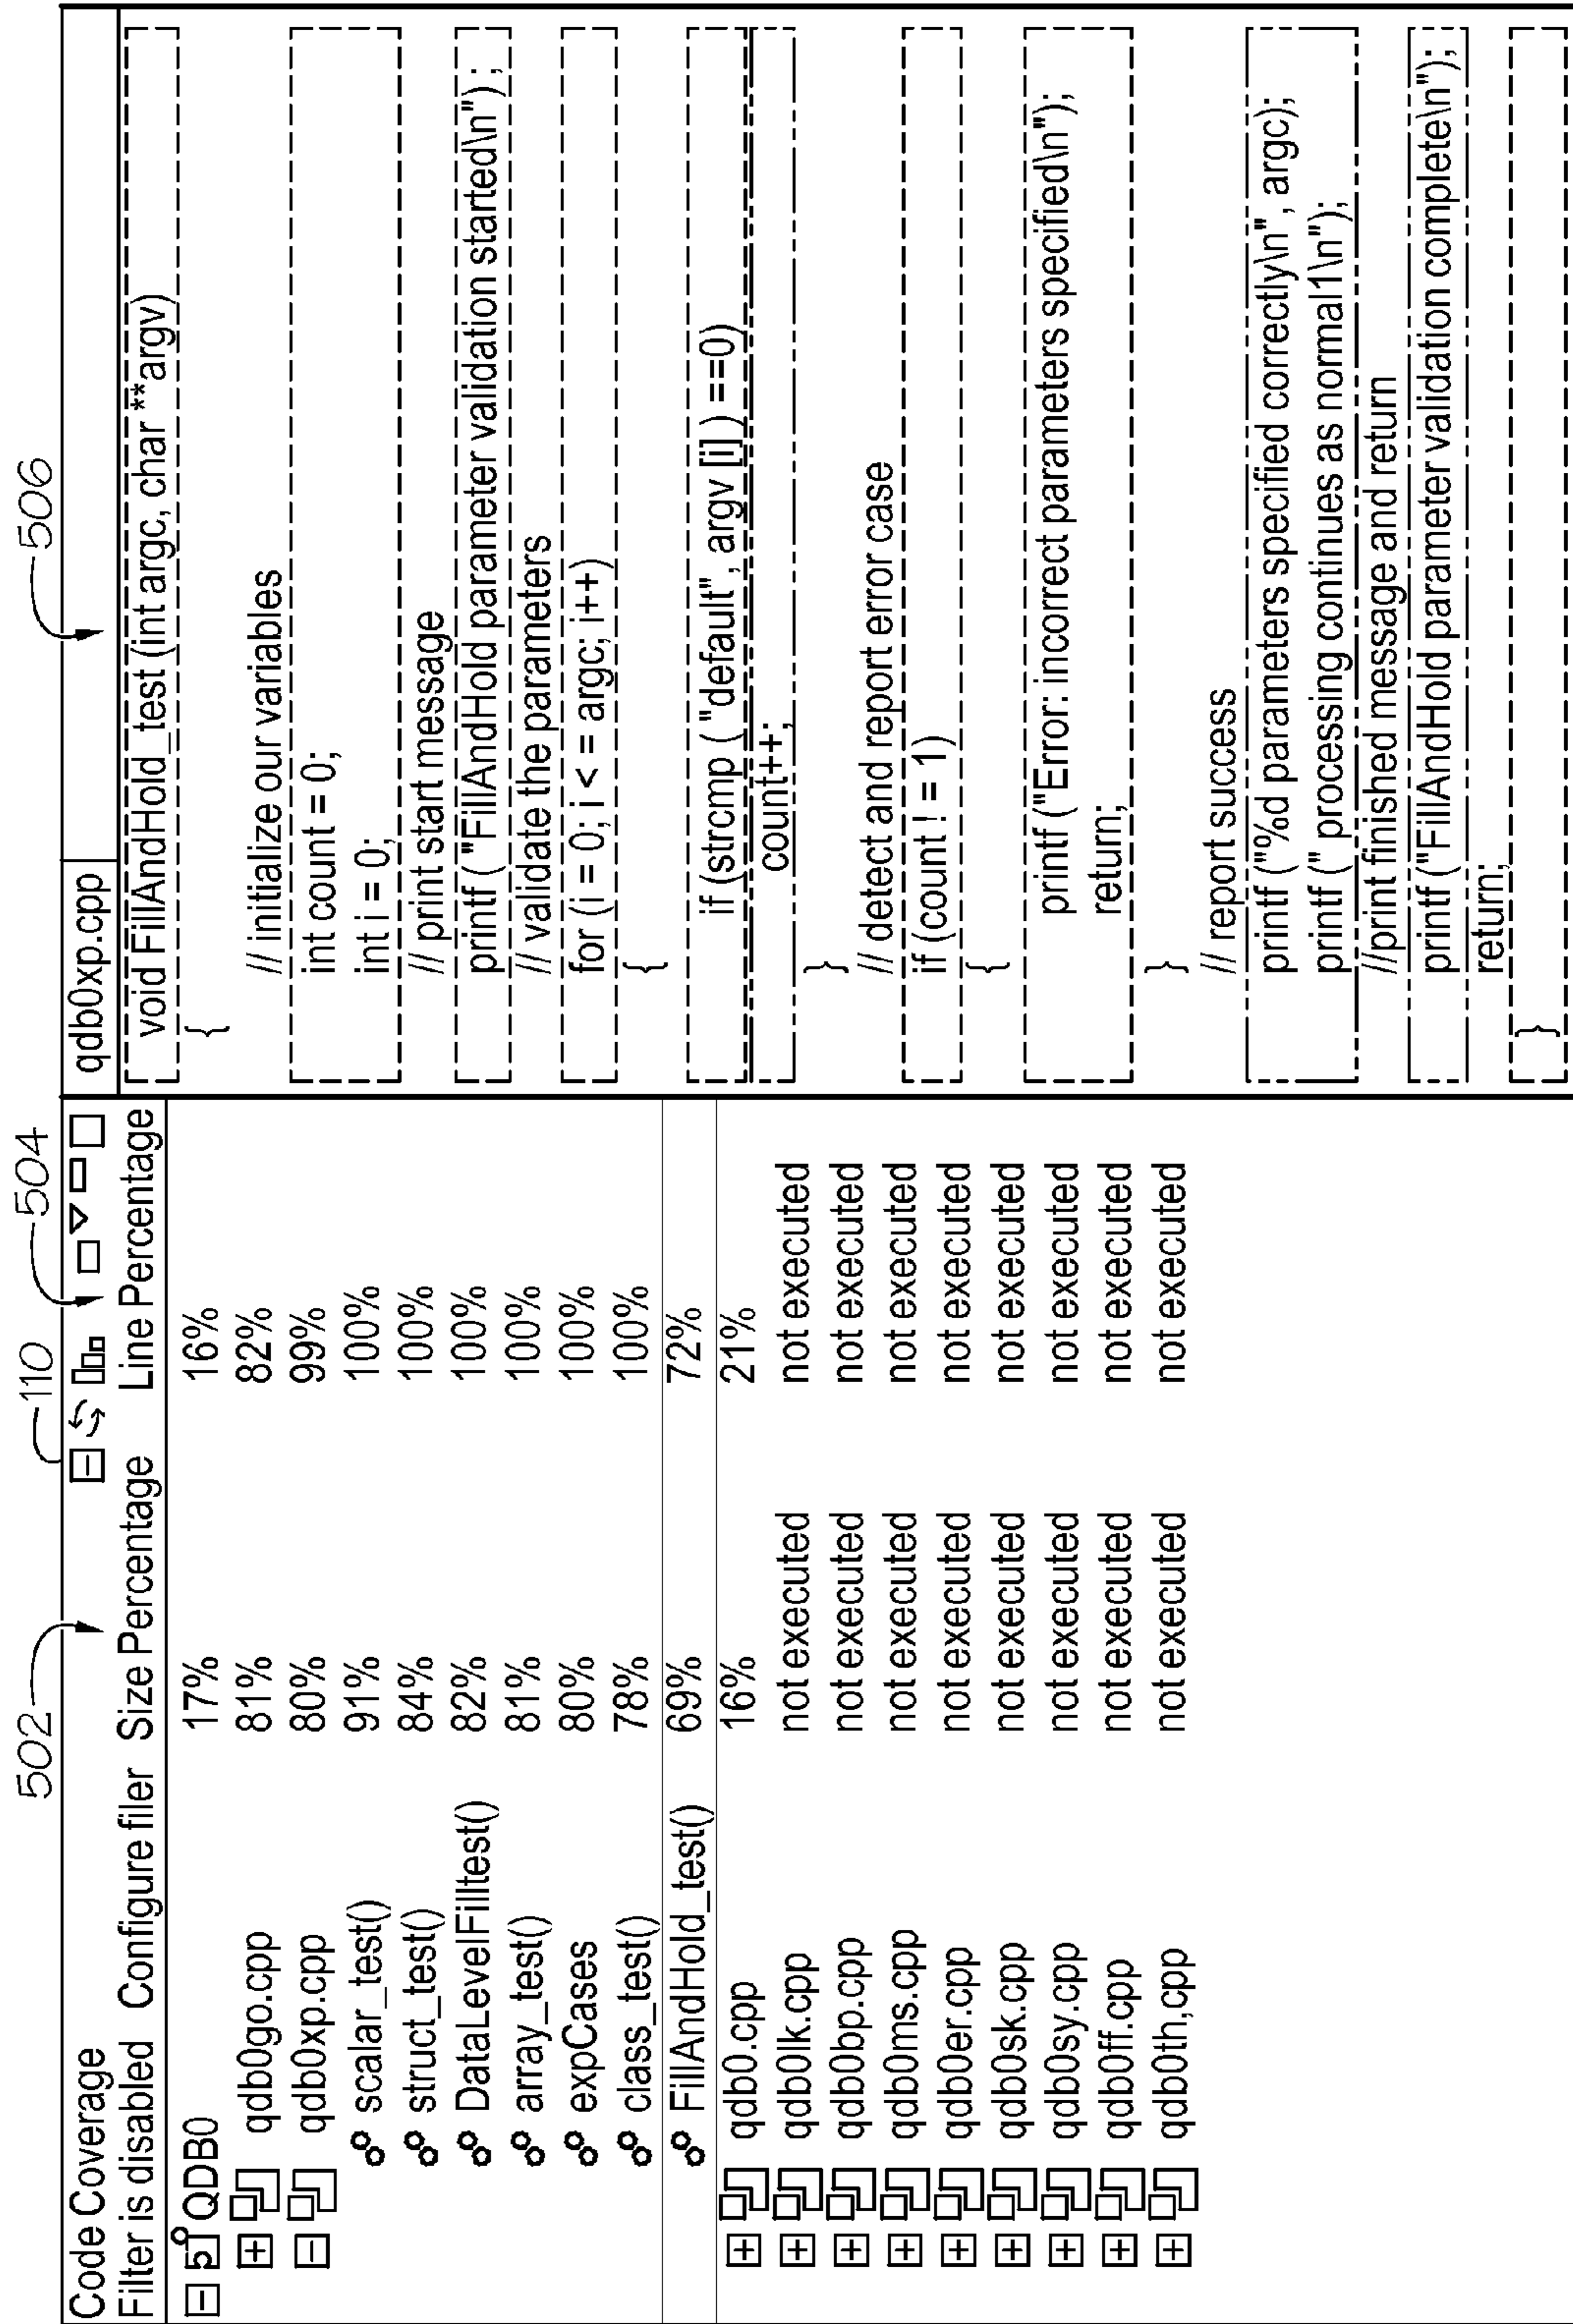 502
110
504
506
Code Coverage
Filter is disabled Configure filer Size Percentage Line Percentage
QDB0 17% 16%
qdb0go.cpp 81% 82%
qdb0xp.cpp 80% 99%
scalar_test() 91% 100%
struct_test() 84% 100%
DataLevelFilltest() 82% 100%
array_test() 81% 100%
expCases 80% 100%
class_test() 78% 100%
FillAndHold_test() 69% 72%
qdb0.cpp 16% 21%
qdb0lk.cpp not executed not executed
qdb0bp.cpp not executed not executed
qdb0ms.cpp not executed not executed
qdb0er.cpp not executed not executed
qdb0sk.cpp not executed not executed
qdb0sy.cpp not executed not executed
qdb0ff.cpp not executed not executed
qdb0th,cpp not executed not executed
qdb0xp.cpp
void FillAndHold_test (int argc, char **argv)
{
// initialize our variables
int count = 0;
int i = 0;
// print start message
printf ("FillAndHold parameter validation started\n") ;
// validate the parameters
for (i = 0; i < = argc; i++)
{
if (strcmp ("default", argv [i] ) ==0)
count++;
}
// detect and report error case
if (count ! = 1)
{
printf ("Error: incorrect parameters specified\n");
return;
}
// report success
printf ("%d parameters specified correctly\n", argc);
printf (" processing continues as normal1\n");
//print finished message and return
printf ("FillAndHold parameter validation complete\n");
return;
}